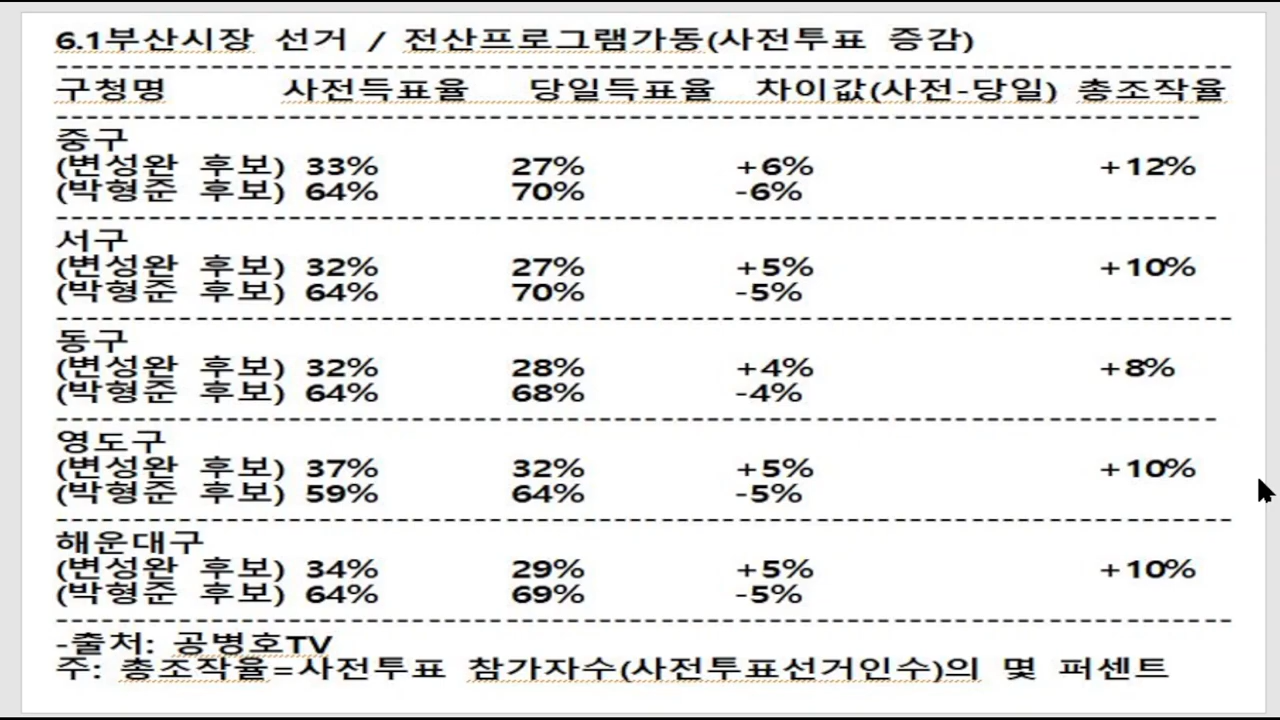 6.1부산시장 선거 / 전산프로그램가동(사전투표 증감)
구청명 사전득표율 당일득표율 차이값(사전-당일) 총조작율
중구
(변성완 후보) 33% 27% +6% +12%
(박형준 후보) 64% 70% -6%
서구
(변성완 후보) 32% 27% +5% +10%
(박형준 후보) 64% 70% -5%
동구
(변성완 후보) 32% 28% +4% +8%
(박형준 후보) 64% 68% -4%
영도구
(변성완 후보) 37% 32% +5% +10%
(박형준 후보) 59% 64% -5%
해운대구
(변성완 후보) 34% 29% +5% +10%
(박형준 후보) 64% 69% -5%
-출처: 공병호TV
주: 총조작율=사전투표 참가자수(사전투표선거인수)의 몇 퍼센트